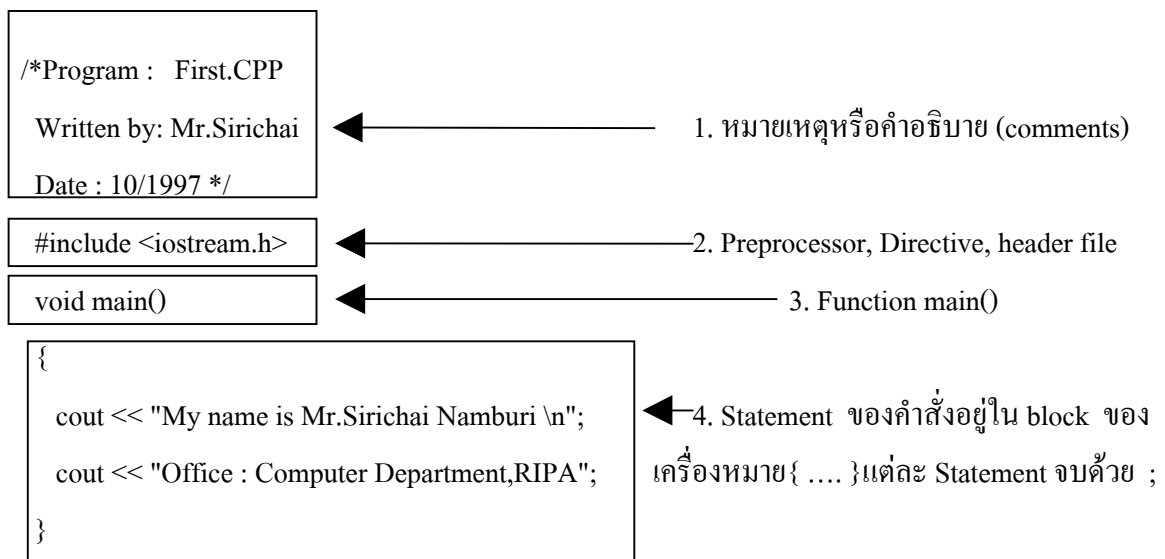 /*Program :   First.CPP
Written by: Mr.Sirichai
Date : 10/1997 */
1. หมายเหตุหรือคำอธิบาย (comments)
#include <iostream.h>
2. Preprocessor, Directive, header file
void main()
3. Function main()
{
cout << "My name is Mr.Sirichai Namburi \n";
cout << "Office : Computer Department,RIPA";
}
4. Statement ของคำสั่งอยู่ใน block ของ
เครื่องหมาย{ .... }แต่ละ Statement จบด้วย ;